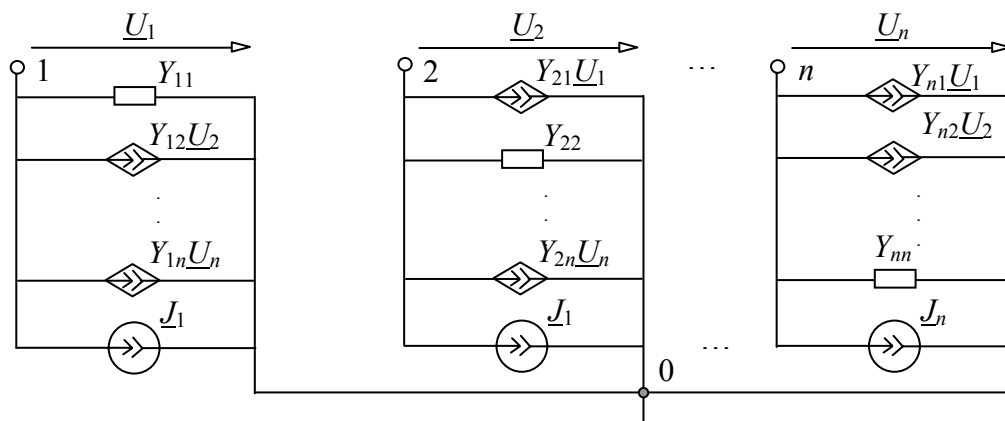 U1 U2 Un
1 2 … n
Y11 Y21U1 Yn1U1
Y12U2 Y22 Yn2U2
Y1nUn Y2nUn Ynn
J1 J1 … Jn
0